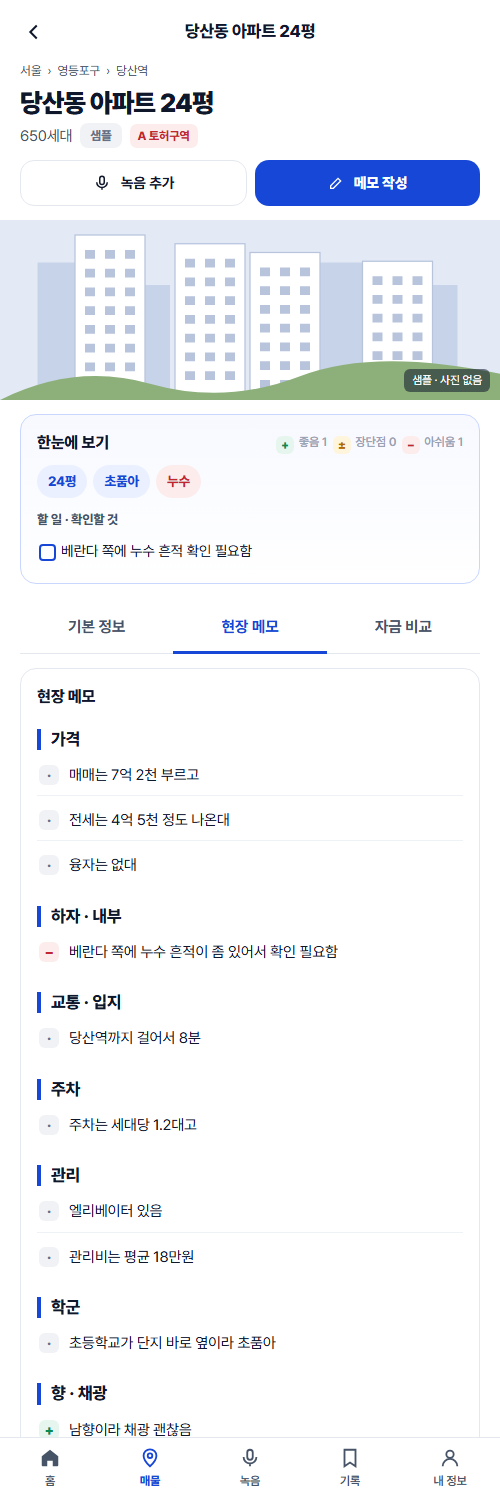 당산동 아파트 24평
서울 › 영등포구 › 당산역
당산동 아파트 24평
650세대 샘플 A 토허구역
녹음 추가 메모 작성
샘플 · 사진 없음
한눈에 보기 + 좋음 1 ± 장단점 0 − 아쉬움 1
24평 초품아 누수
할 일 · 확인할 것
베란다 쪽에 누수 흔적 확인 필요함
기본 정보 현장 메모 자금 비교
현장 메모
가격
· 매매는 7억 2천 부르고
· 전세는 4억 5천 정도 나온대
· 융자는 없대
하자 · 내부
− 베란다 쪽에 누수 흔적이 좀 있어서 확인 필요함
교통 · 입지
· 당산역까지 걸어서 8분
주차
· 주차는 세대당 1.2대고
관리
· 엘리베이터 있음
· 관리비는 평균 18만원
학군
· 초등학교가 단지 바로 옆이라 초품아
향 · 채광
+ 남향이라 채광 괜찮음
홈 매물 녹음 기록 내 정보